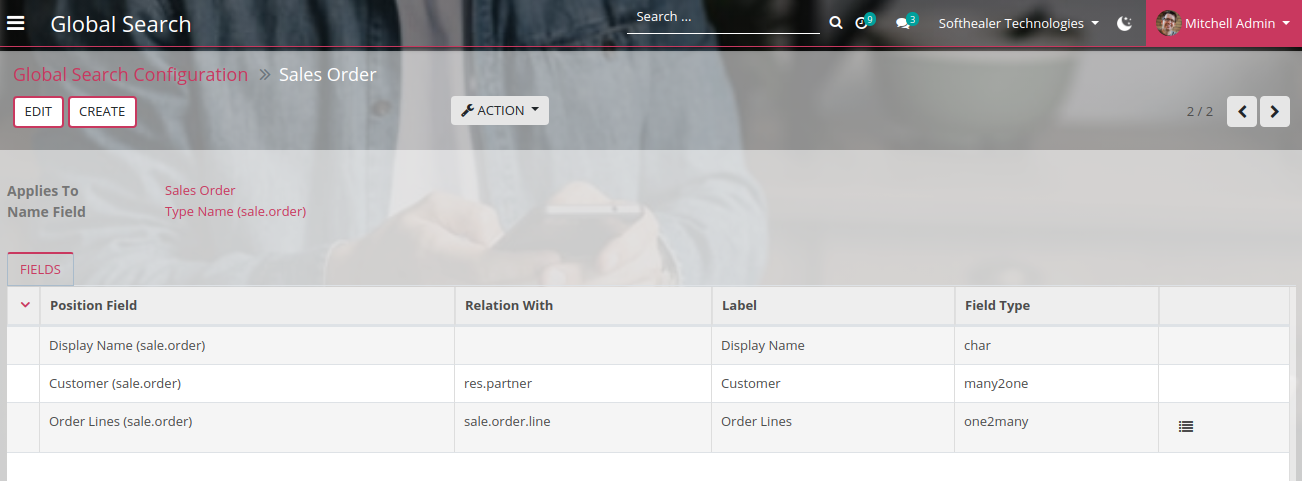 Global Search
Search ...
9
3
Softhealer Technologies
Mitchell Admin
Global Search Configuration » Sales Order
EDIT
CREATE
ACTION
2 / 2
Applies To
Sales Order
Name Field
Type Name (sale.order)
FIELDS
Position Field
Relation With
Label
Field Type
Display Name (sale.order)
Display Name
char
Customer (sale.order)
res.partner
Customer
many2one
Order Lines (sale.order)
sale.order.line
Order Lines
one2many